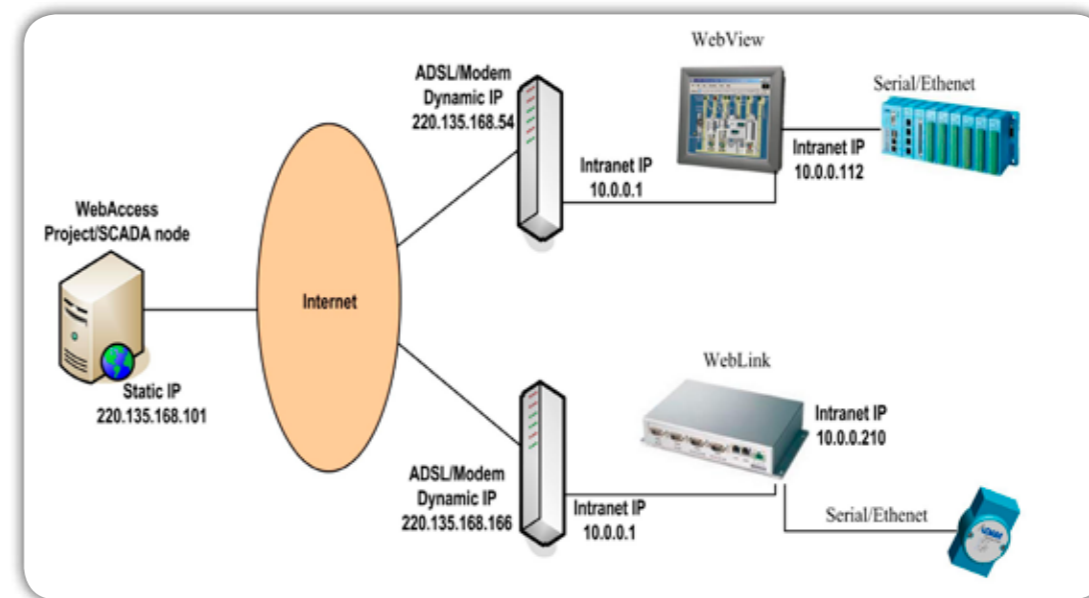 WebView
ADSL/Modem
Dynamic IP
220.135.168.54
Serial/Ethenet
Intranet IP
10.0.0.1
Intranet IP
10.0.0.112
WebAccess
Project/SCADA node
Internet
Static IP
220.135.168.101
WebLink
Intranet IP
10.0.0.210
ADSL/Modem
Dynamic IP
220.135.168.166
Intranet IP
10.0.0.1
Serial/Ethenet